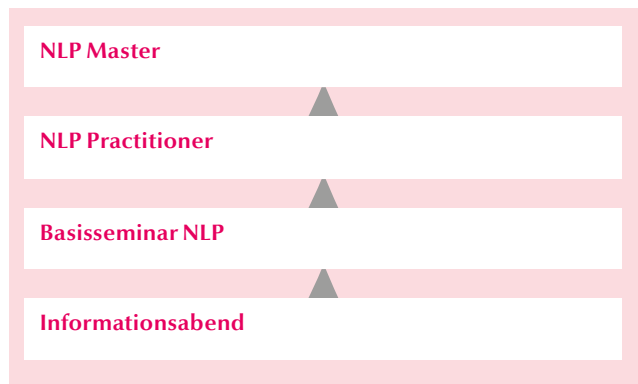 NLP Master
NLP Practitioner
Basisseminar NLP
Informationsabend